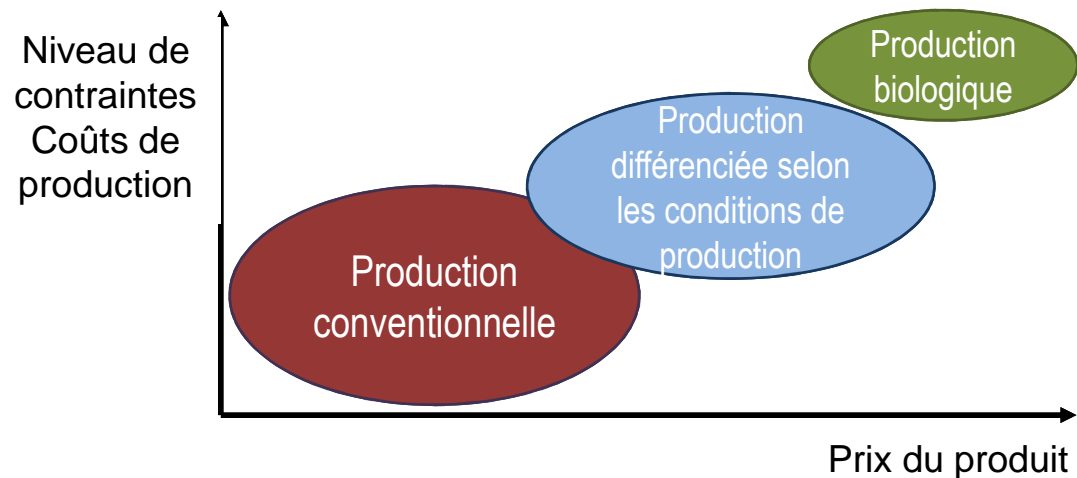 Niveau de
contraintes
Coûts de
production
Production
biologique
Production
différenciée selon
les conditions de
production
Production
conventionnelle
Prix du produit